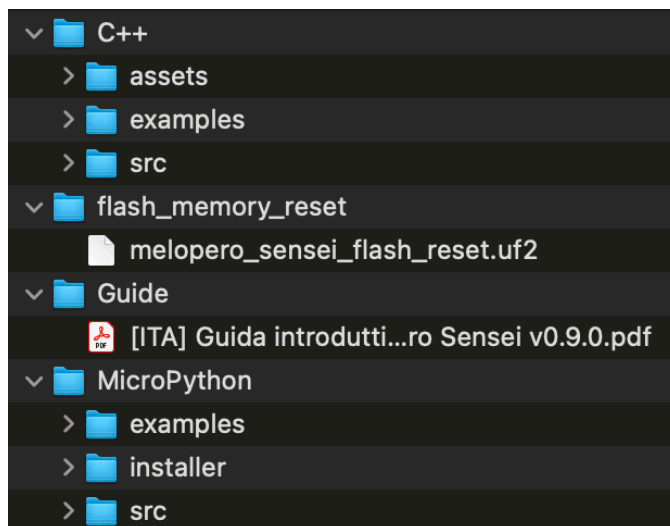 C++
assets
examples
src
flash_memory_reset
melopero_sensei_flash_reset.uf2
Guide
PDF
[ITA] Guida introdutti...ro Sensei v0.9.0.pdf
MicroPython
examples
installer
src